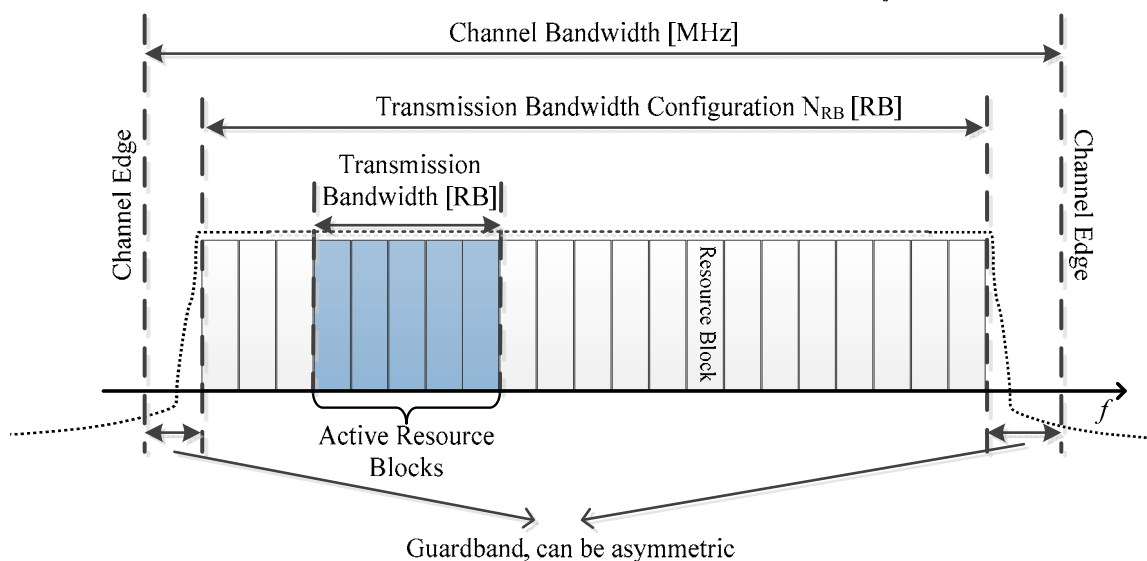 Channel Bandwidth [MHz]
Transmission Bandwidth Configuration N_RB [RB]
Transmission
Bandwidth [RB]
Channel Edge
Channel Edge
Resource Block
f
Active Resource
Blocks
Guardband, can be asymmetric